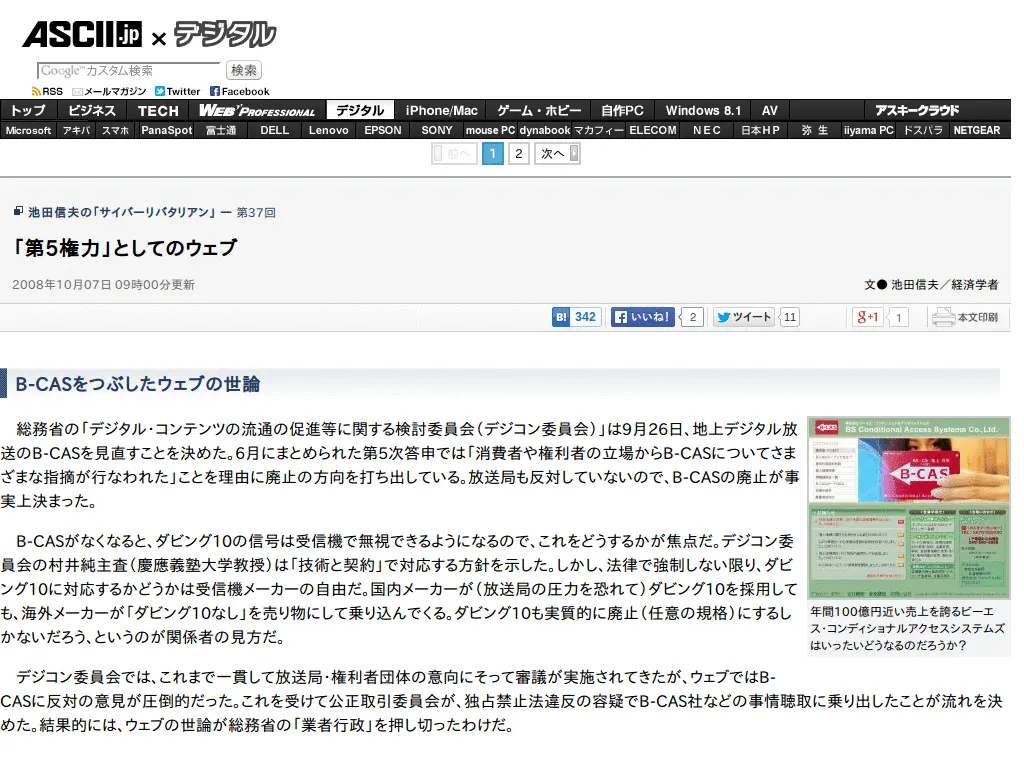 ASCII.jp × デジタル
Google™カスタム検索 検索
RSS メールマガジン Twitter Facebook
トップ ビジネス TECH WEB PROFESSIONAL デジタル iPhone/Mac ゲーム・ホビー 自作PC Windows 8.1 AV アスキークラウド
Microsoft アキバ スマホ PanaSpot 富士通 DELL Lenovo EPSON SONY mouse PC dynabook マカフィー ELECOM NEC 日本HP 弥生 iiyama PC ドスパラ NETGEAR
前へ 1 2 次へ
池田信夫の「サイバーリバタリアン」 ― 第37回
「第5権力」としてのウェブ
2008年10月07日 09時00分更新
文● 池田信夫／経済学者
B! 342 いいね! 2 ツイート 11 g+1 1 本文印刷
B-CASをつぶしたウェブの世論
総務省の「デジタル・コンテンツの流通の促進等に関する検討委員会（デジコン委員会）」は9月26日、地上デジタル放
送のB-CASを見直すことを決めた。6月にまとめられた第5次答申では「消費者や権利者の立場からB-CASについてさま
ざまな指摘が行なわれた」ことを理由に廃止の方向を打ち出している。放送局も反対していないので、B-CASの廃止が事
実上決まった。
B-CASがなくなると、ダビング10の信号は受信機で無視できるようになるので、これをどうするかが焦点だ。デジコン委
員会の村井純主査（慶應義塾大学教授）は「技術と契約」で対応する方針を示した。しかし、法律で強制しない限り、ダビ
ング10に対応するかどうかは受信機メーカーの自由だ。国内メーカーが（放送局の圧力を恐れて）ダビング10を採用して
も、海外メーカーが「ダビング10なし」を売り物にして乗り込んでくる。ダビング10も実質的に廃止（任意の規格）にするし
かないだろう、というのが関係者の見方だ。
デジコン委員会では、これまで一貫して放送局・権利者団体の意向にそって審議が実施されてきたが、ウェブではB-
CASに反対の意見が圧倒的だった。これを受けて公正取引委員会が、独占禁止法違反の容疑でB-CAS社などの事情聴取に乗り出したことが流れを決
めた。結果的には、ウェブの世論が総務省の「業者行政」を押し切ったわけだ。
BS Conditional Access Systems Co.,Ltd.
B-CAS
年間100億円近い売上を誇るビーエ
ス・コンディショナルアクセスシステムズ
はいったいどうなるのだろうか？